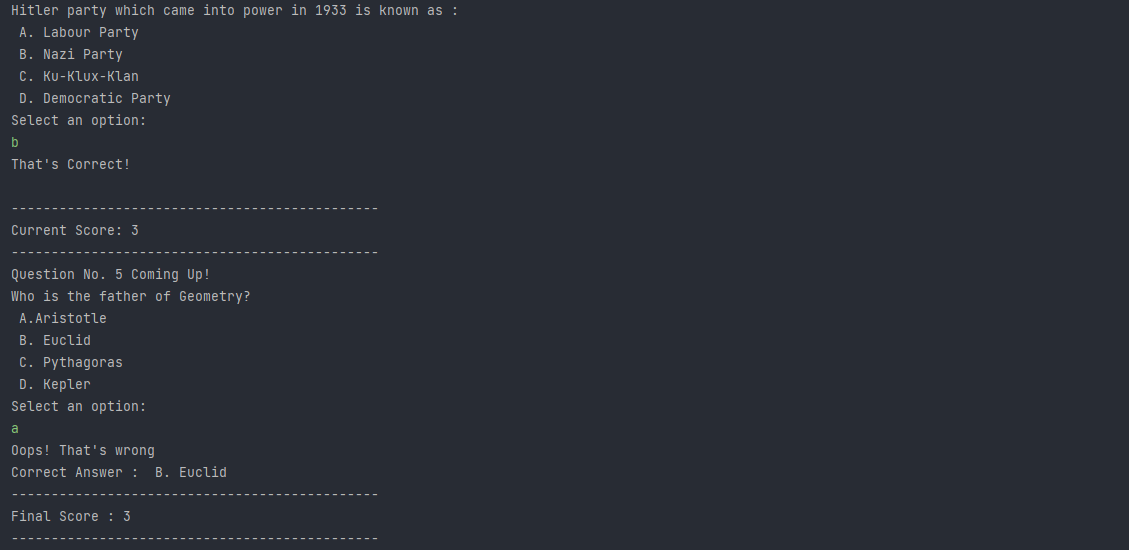 Hitler party which came into power in 1933 is known as :
 A. Labour Party
 B. Nazi Party
 C. Ku-Klux-Klan
 D. Democratic Party
Select an option:
b
That's Correct!
----------------------------------------------
Current Score: 3
----------------------------------------------
Question No. 5 Coming Up!
Who is the father of Geometry?
 A.Aristotle
 B. Euclid
 C. Pythagoras
 D. Kepler
Select an option:
a
Oops! That's wrong
Correct Answer :  B. Euclid
----------------------------------------------
Final Score : 3
----------------------------------------------